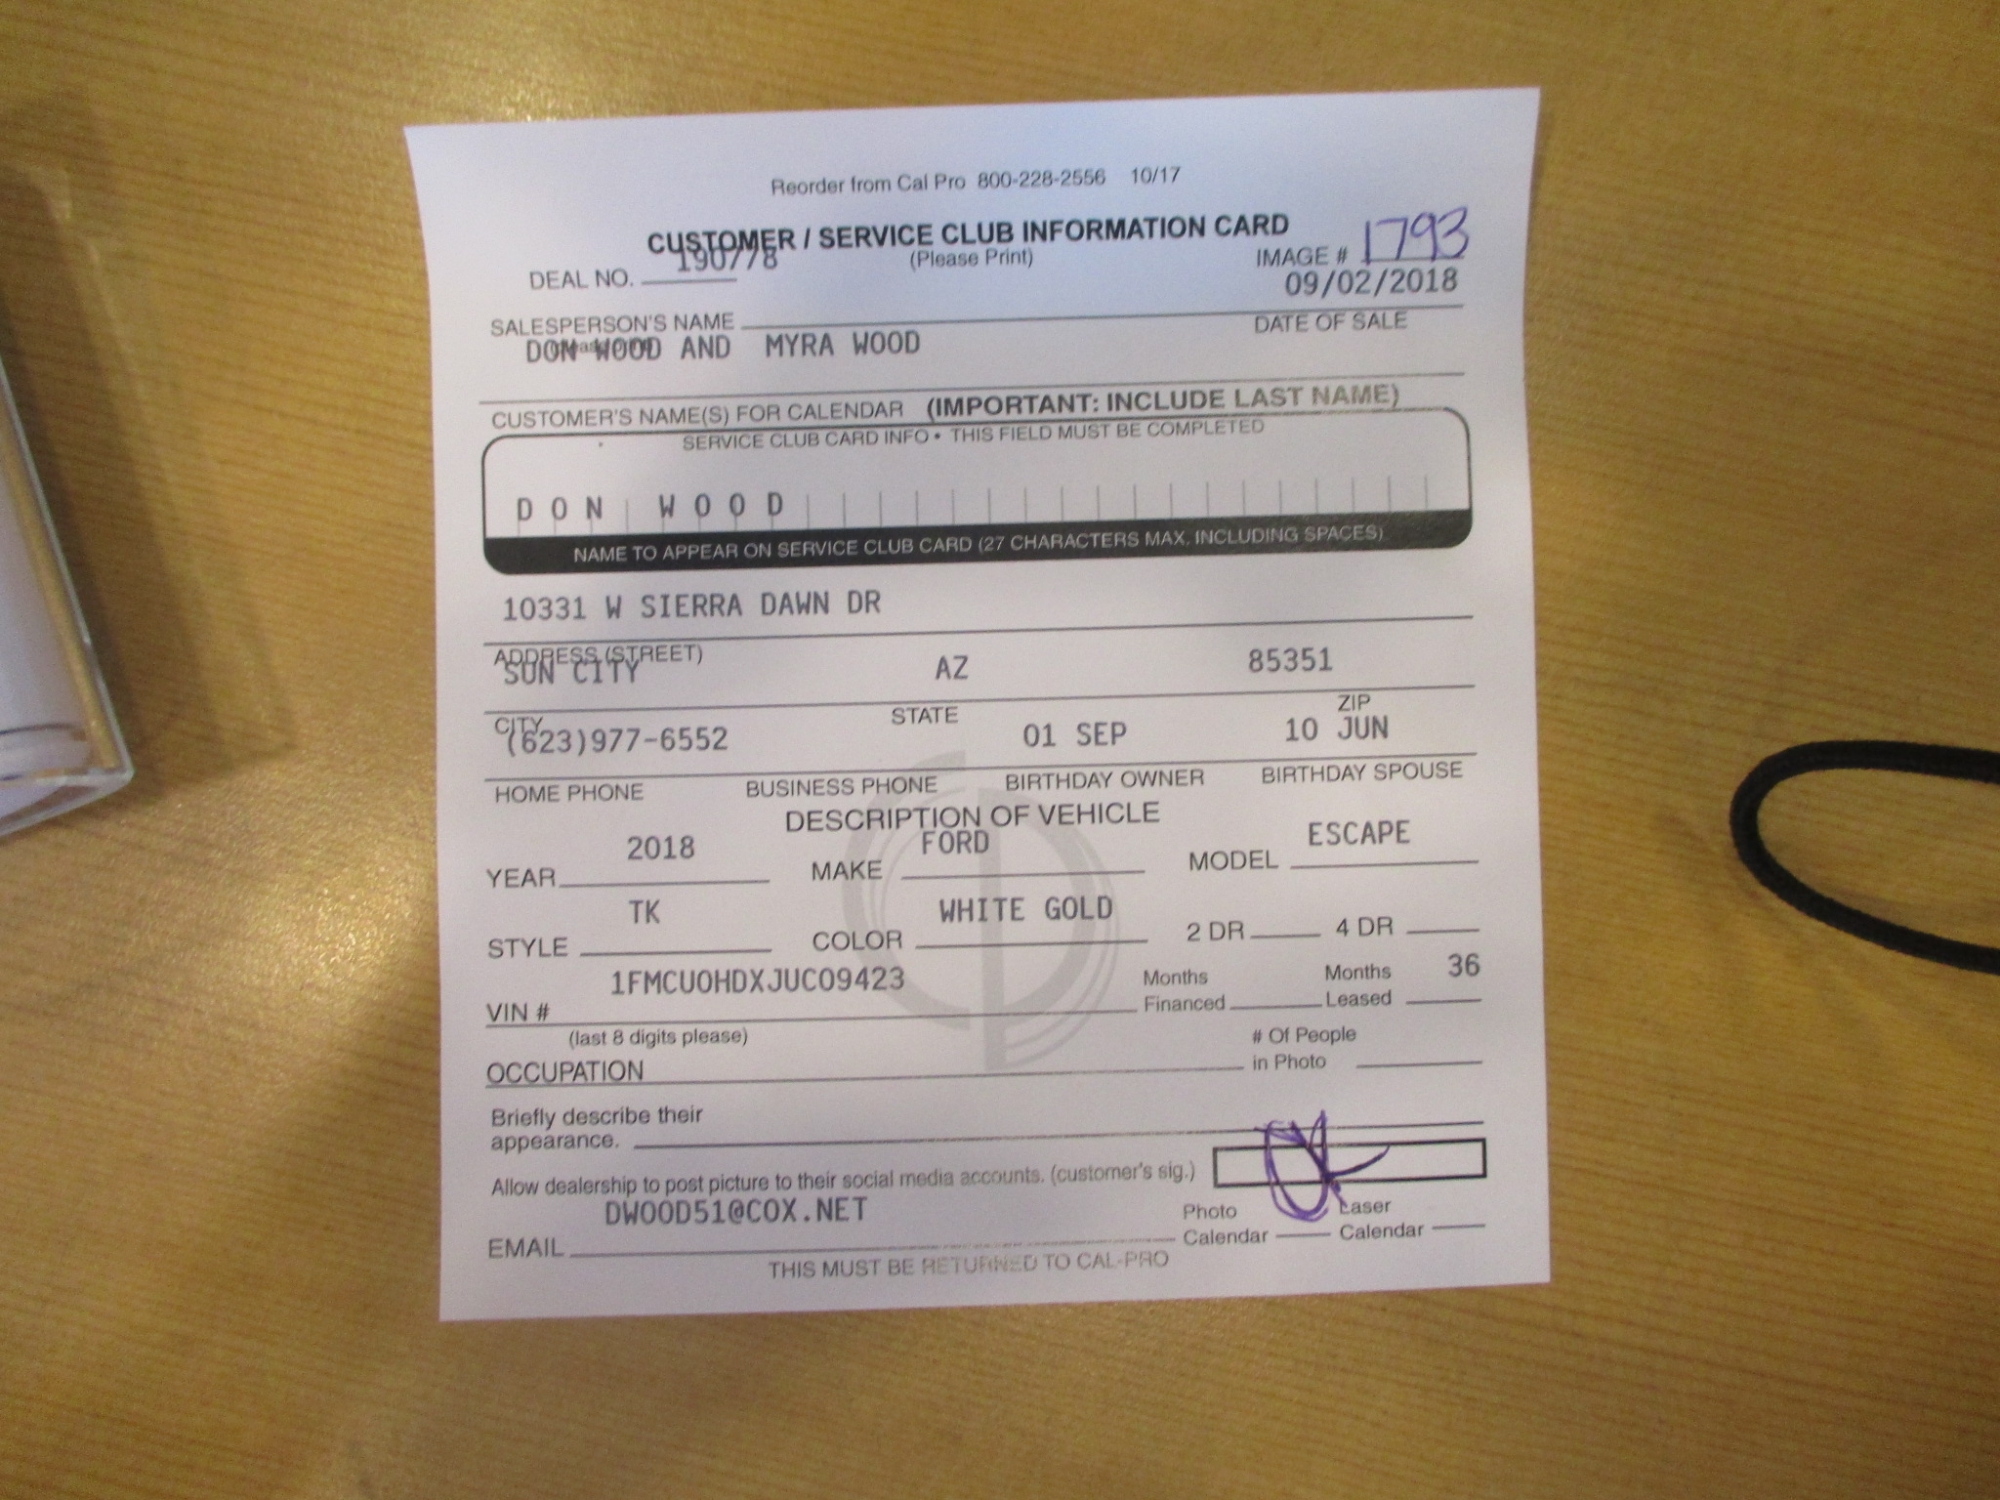 Reorder from Cal Pro 800-228-2556 10/17
CUSTOMER / SERVICE CLUB INFORMATION CARD
(Please Print)
DEAL NO. 190778
IMAGE # 1793
09/02/2018
SALESPERSON'S NAME
DATE OF SALE
DON WOOD AND MYRA WOOD
CUSTOMER'S NAME(S) FOR CALENDAR (IMPORTANT: INCLUDE LAST NAME)
SERVICE CLUB CARD INFO • THIS FIELD MUST BE COMPLETED
DON WOOD
NAME TO APPEAR ON SERVICE CLUB CARD (27 CHARACTERS MAX. INCLUDING SPACES)
10331 W SIERRA DAWN DR
ADDRESS (STREET)
SUN CITY AZ 85351
CITY STATE ZIP
(623)977-6552 01 SEP 10 JUN
HOME PHONE BUSINESS PHONE BIRTHDAY OWNER BIRTHDAY SPOUSE
DESCRIPTION OF VEHICLE
YEAR 2018 MAKE FORD MODEL ESCAPE
STYLE TK COLOR WHITE GOLD 2 DR 4 DR
VIN # 1FMCU0HDXJUC09423 Months Financed Months Leased 36
(last 8 digits please)
OCCUPATION # Of People in Photo
Briefly describe their
appearance.
Allow dealership to post picture to their social media accounts. (customer's sig.)
DWOOD51@COX.NET
EMAIL Photo Calendar Laser Calendar
THIS MUST BE RETURNED TO CAL-PRO